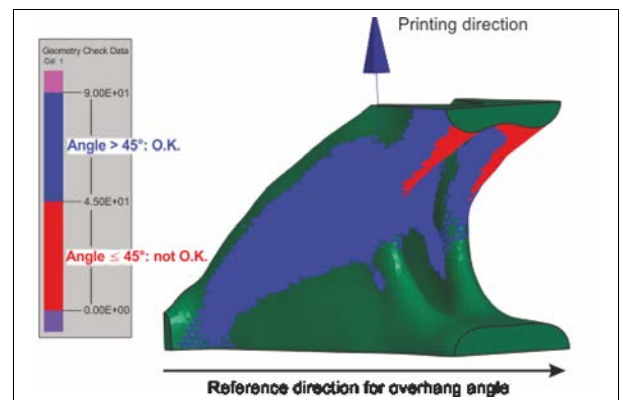 Printing direction
Geometry Check Data
Col. 1
9.00E+01
Angle > 45°: O.K.
4.50E+01
Angle ≤ 45°: not O.K.
0.00E+00
Reference direction for overhang angle